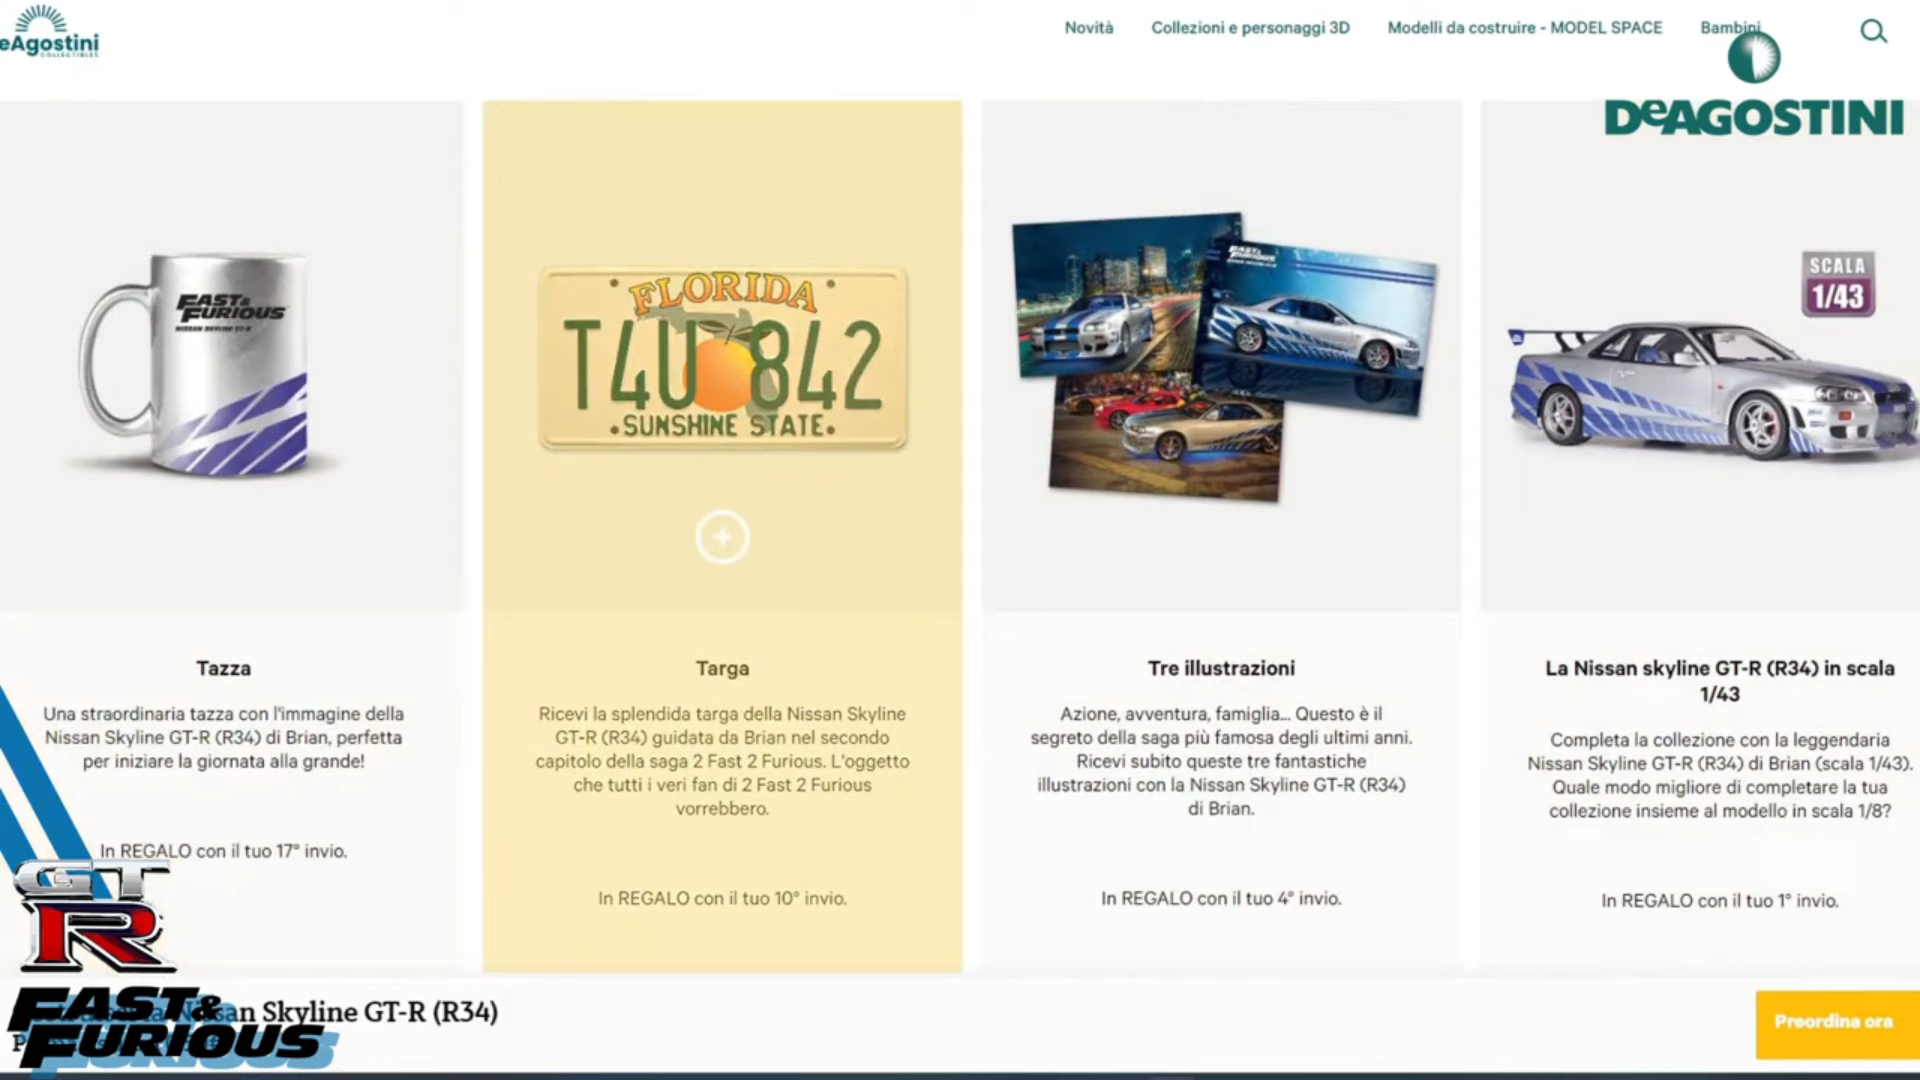 DeAgostini
COLLECTIBLES
Novità
Collezioni e personaggi 3D
Modelli da costruire - MODEL SPACE
Bambini
DeAGOSTINI
FAST &
FURIOUS
NISSAN SKYLINE GT-R
FLORIDA
T4U 842
SUNSHINE STATE
FAST &
FURIOUS
SCALA
1/43
Tazza
Una straordinaria tazza con l'immagine della
Nissan Skyline GT-R (R34) di Brian, perfetta
per iniziare la giornata alla grande!
In REGALO con il tuo 17° invio.
Targa
Ricevi la splendida targa della Nissan Skyline
GT-R (R34) guidata da Brian nel secondo
capitolo della saga 2 Fast 2 Furious. L'oggetto
che tutti i veri fan di 2 Fast 2 Furious
vorrebbero.
In REGALO con il tuo 10° invio.
Tre illustrazioni
Azione, avventura, famiglia... Questo è il
segreto della saga più famosa degli ultimi anni.
Ricevi subito queste tre fantastiche
illustrazioni con la Nissan Skyline GT-R (R34)
di Brian.
In REGALO con il tuo 4° invio.
La Nissan skyline GT-R (R34) in scala
1/43
Completa la collezione con la leggendaria
Nissan Skyline GT-R (R34) di Brian (scala 1/43).
Quale modo migliore di completare la tua
collezione insieme al modello in scala 1/8?
In REGALO con il tuo 1° invio.
GT
R
FAST &
FURIOUS
Nissan Skyline GT-R (R34)
Preordina ora